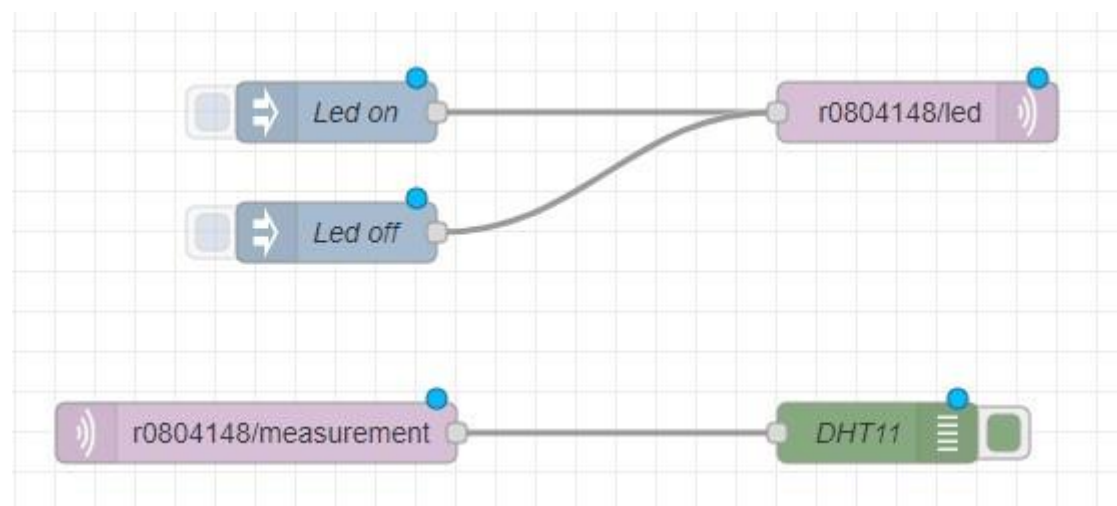 Led on
r0804148/led
Led off
r0804148/measurement
DHT11